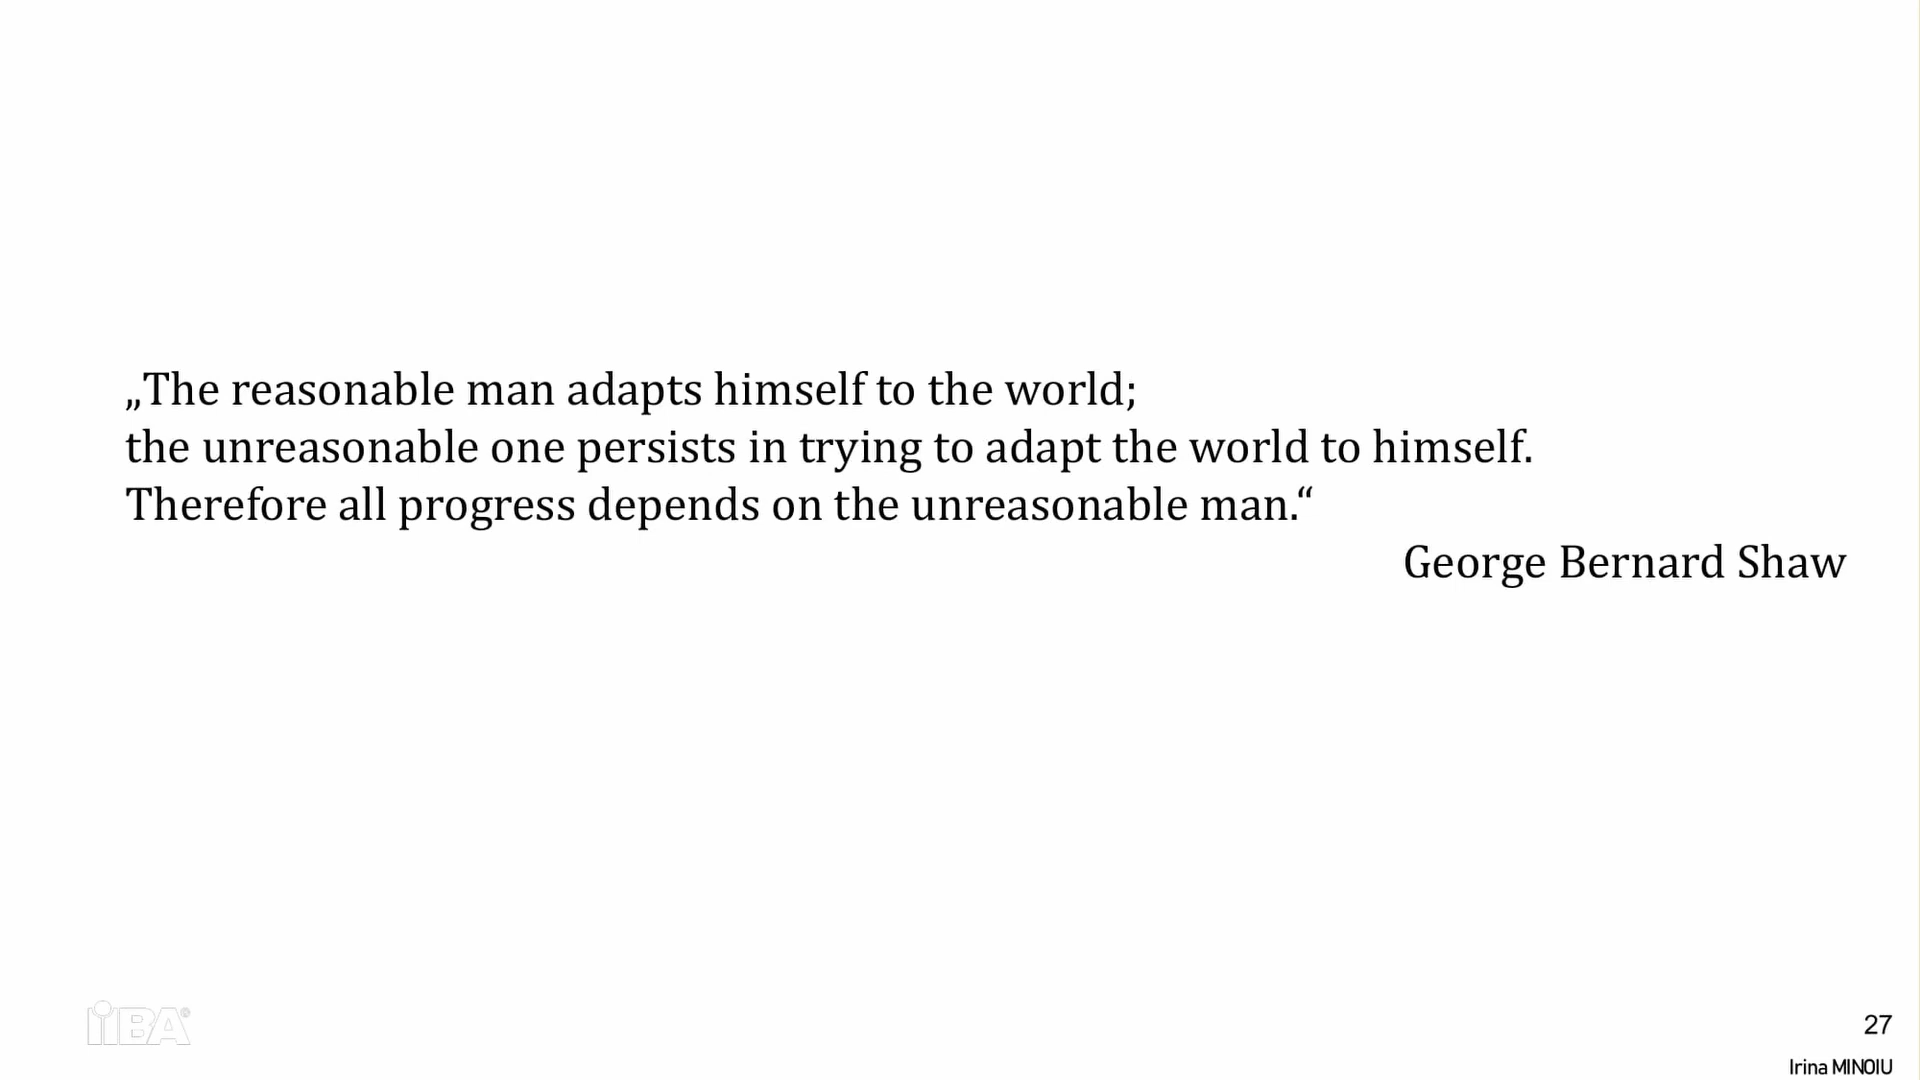 „The reasonable man adapts himself to the world;
the unreasonable one persists in trying to adapt the world to himself.
Therefore all progress depends on the unreasonable man.“
George Bernard Shaw
iiBA®
27
Irina MINOIU